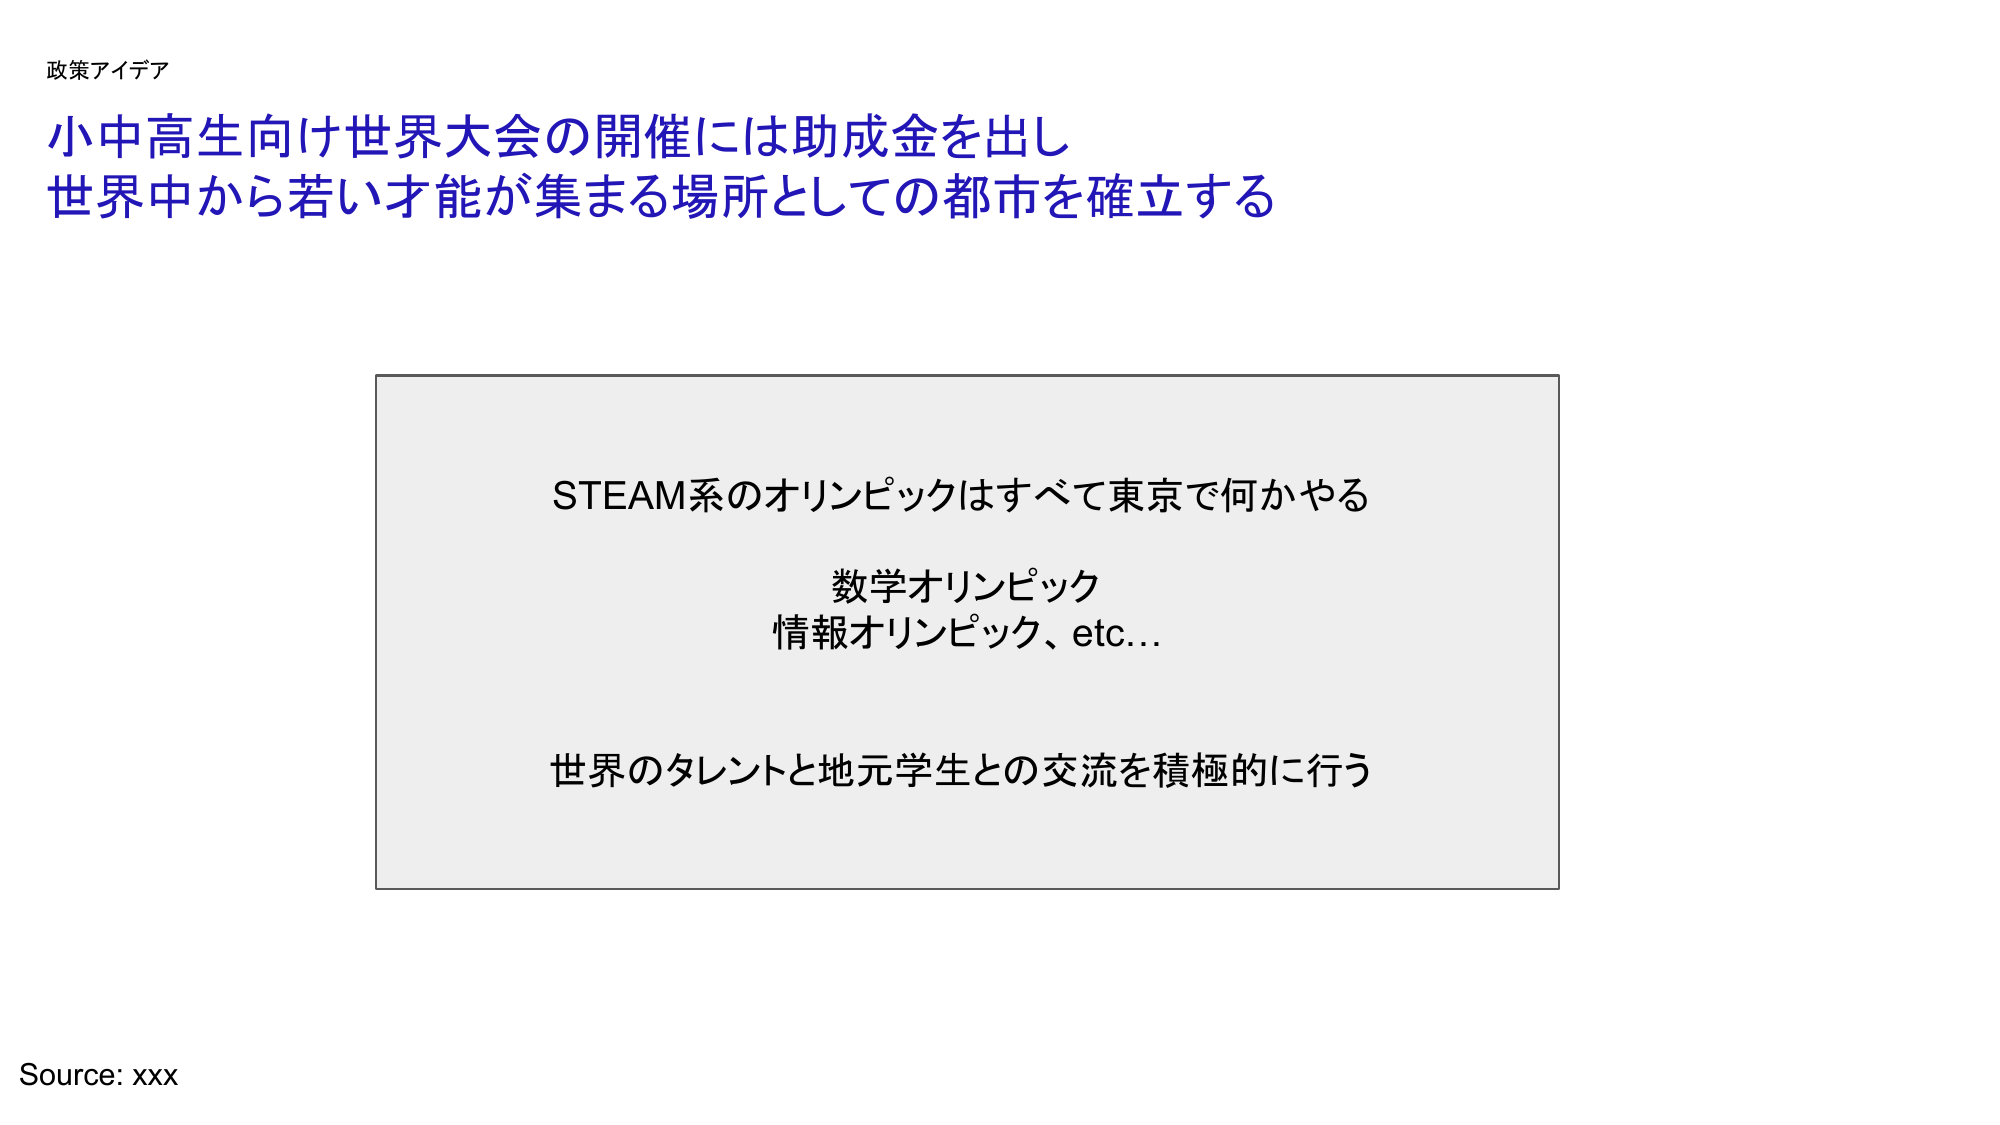 政策アイデア
小中高生向け世界大会の開催には助成金を出し
世界中から若い才能が集まる場所としての都市を確立する
STEAM系のオリンピックはすべて東京で何かやる
数学オリンピック
情報オリンピック、etc…
世界のタレントと地元学生との交流を積極的に行う
Source: xxx